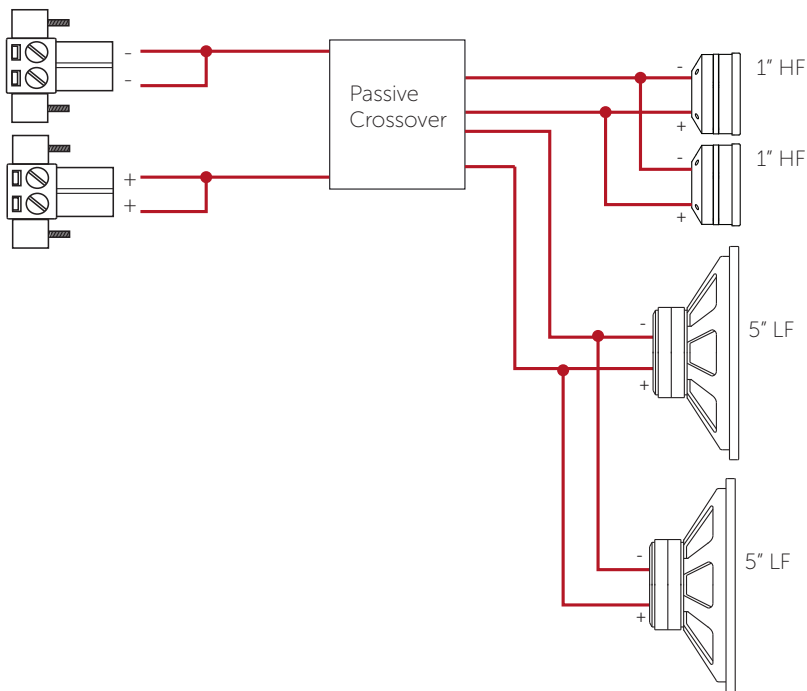 -
-
+
+
Passive
Crossover
-
+
1” HF
-
+
1” HF
-
+
5” LF
-
+
5” LF